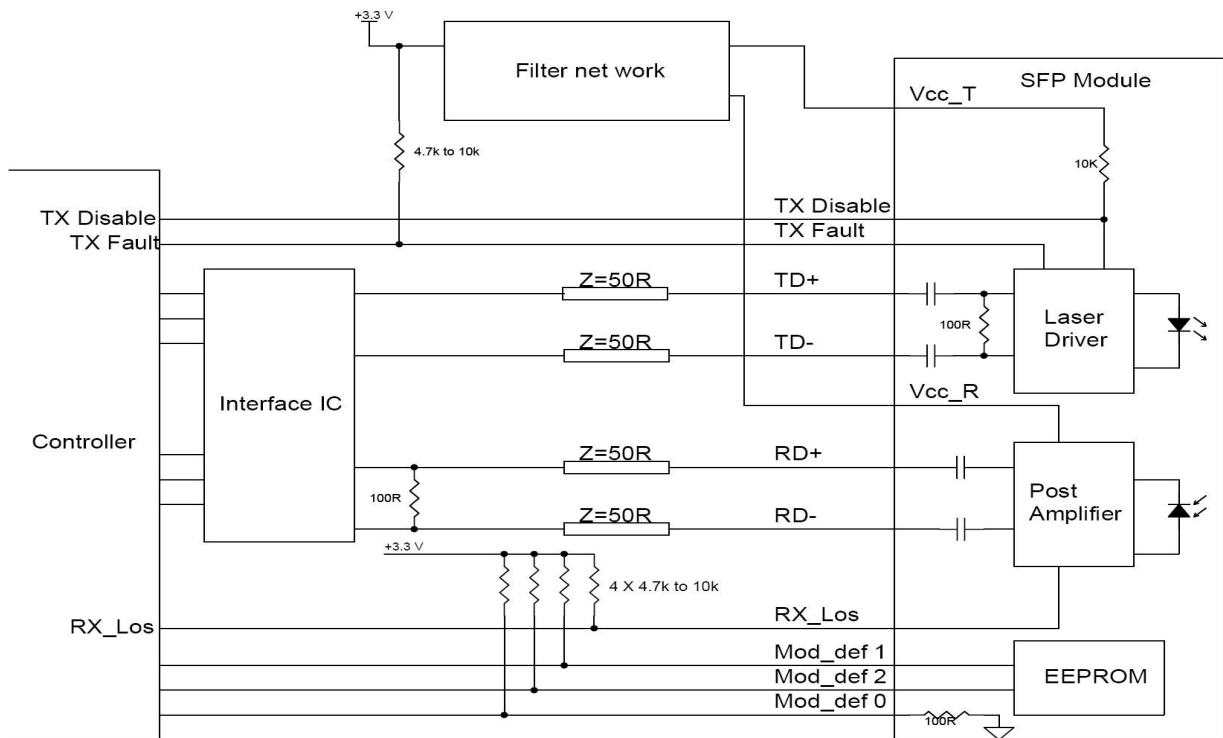 +3.3 V
Filter net work
SFP Module
Vcc_T
4.7k to 10k
10K
TX Disable
TX Disable
TX Fault
TX Fault
Z=50R
TD+
100R
Laser
Driver
Z=50R
TD-
Interface IC
Vcc_R
Controller
Z=50R
RD+
100R
Post
Amplifier
Z=50R
RD-
+3.3 V
4 X 4.7k to 10k
RX_Los
RX_Los
Mod_def 1
EEPROM
Mod_def 2
Mod_def 0
100R